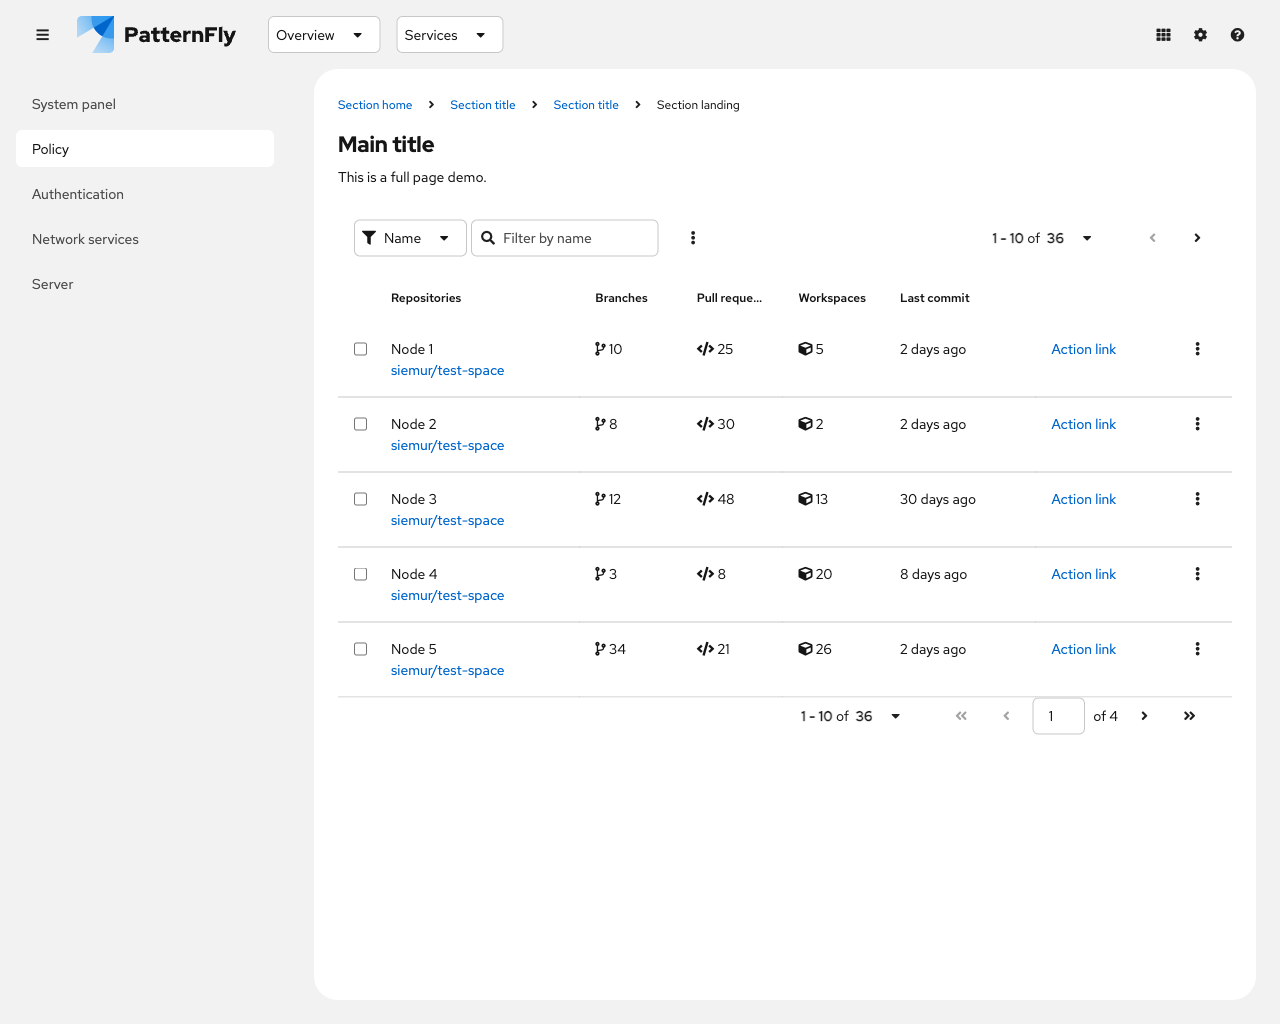 PatternFly Overview Services
System panel
Policy
Authentication
Network services
Server
Section home Section title Section title Section landing
Main title
This is a full page demo.
Name Filter by name 1 - 10 of 36
Repositories Branches Pull reque... Workspaces Last commit
Node 1 10 25 5 2 days ago Action link
siemur/test-space
Node 2 8 30 2 2 days ago Action link
siemur/test-space
Node 3 12 48 13 30 days ago Action link
siemur/test-space
Node 4 3 8 20 8 days ago Action link
siemur/test-space
Node 5 34 21 26 2 days ago Action link
siemur/test-space
1 - 10 of 36 1 of 4